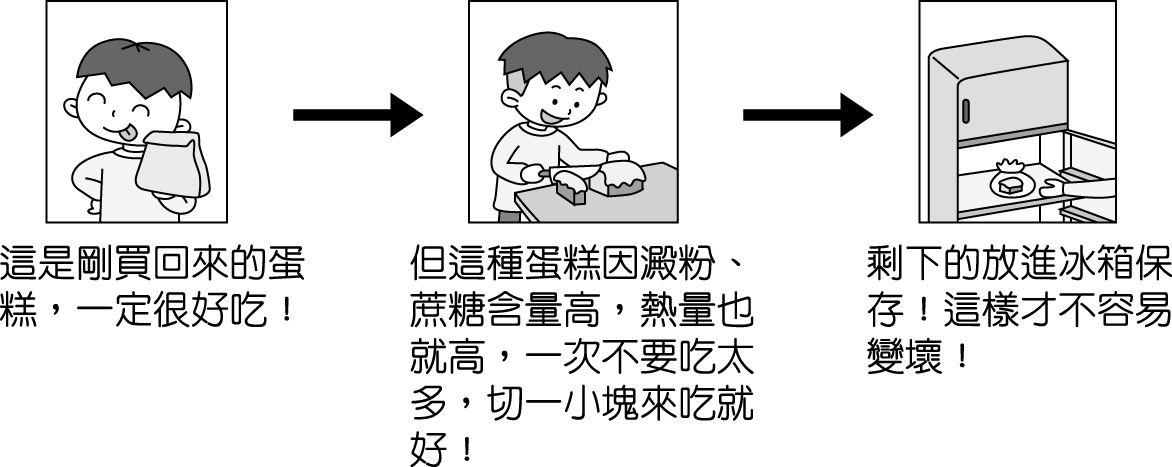 這是剛買回來的蛋
糕，一定很好吃！
但這種蛋糕因澱粉、
蔗糖含量高，熱量也
就高，一次不要吃太
多，切一小塊來吃就
好！
剩下的放進冰箱保
存！這樣才不容易
變壞！